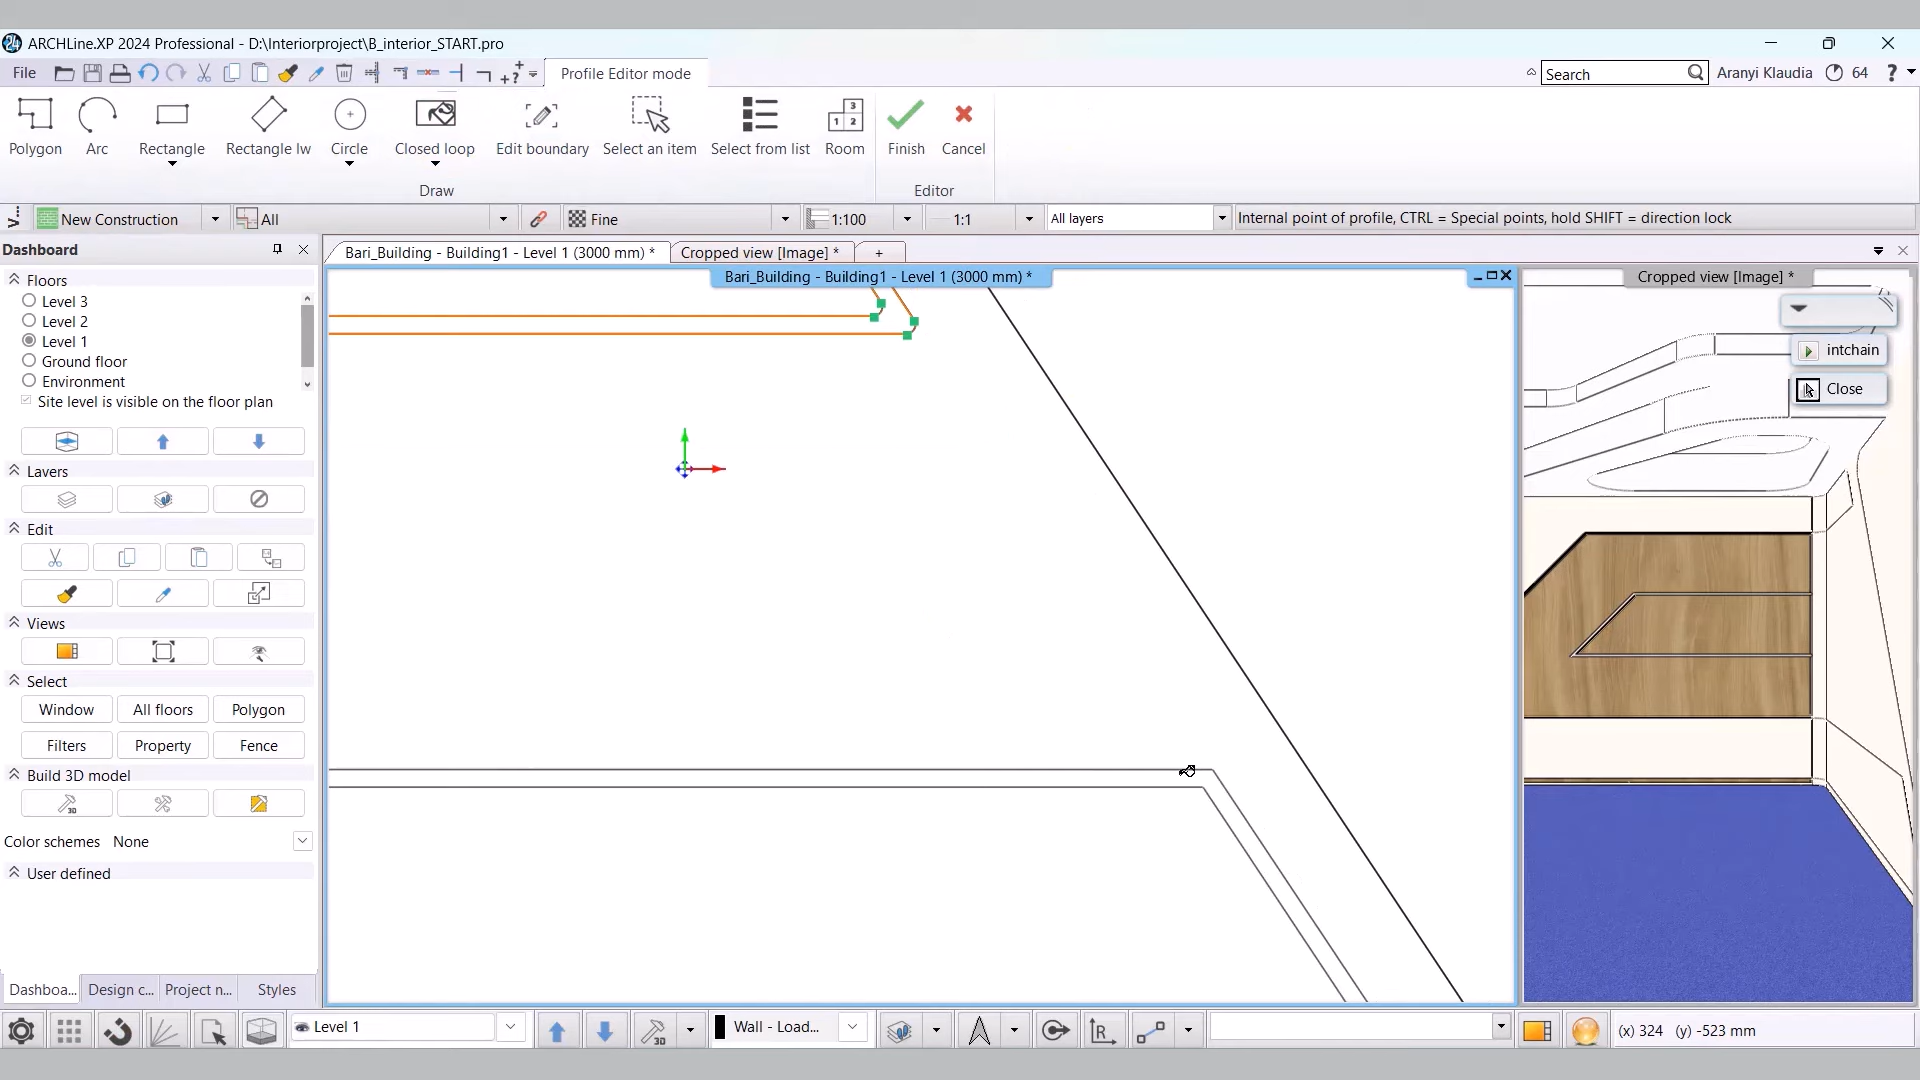 ARCHLine.XP 2024 Professional - D:\Interiorproject\B_interior_START.pro
File
Profile Editor mode
Search
Aranyi Klaudia
64
?
Polygon
Arc
Rectangle
Rectangle lw
Circle
Closed loop
Edit boundary
Select an item
Select from list
Room
Finish
Cancel
Draw
Editor
New Construction
All
Fine
1:100
1:1
All layers
Internal point of profile, CTRL = Special points, hold SHIFT = direction lock
Dashboard
Bari_Building - Building1 - Level 1 (3000 mm) *
Cropped view [Image] *
+
Bari_Building - Building1 - Level 1 (3000 mm) *
Cropped view [Image] *
Floors
Level 3
Level 2
Level 1
Ground floor
Environment
Site level is visible on the floor plan
intchain
Close
Layers
Edit
Views
Select
Window
All floors
Polygon
Filters
Property
Fence
Build 3D model
Color schemes
None
User defined
Dashboa...
Design c...
Project n...
Styles
Level 1
Wall - Load...
(x) 324 (y) -523 mm